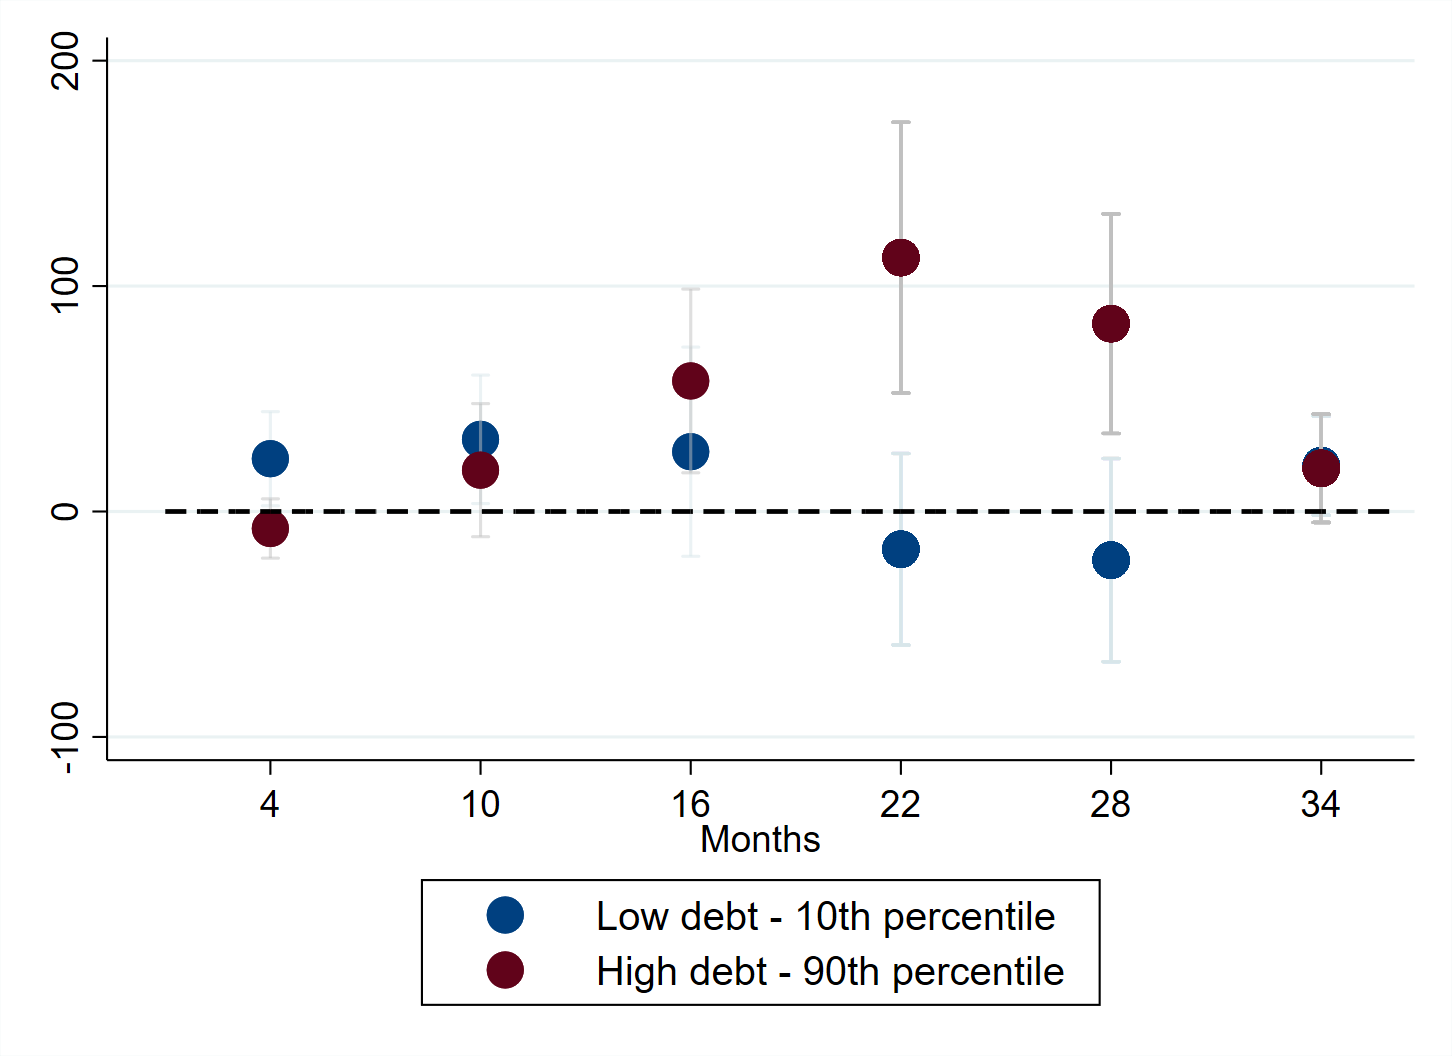 200
100
0
-100
4 10 16 22 28 34
Months
Low debt - 10th percentile
High debt - 90th percentile